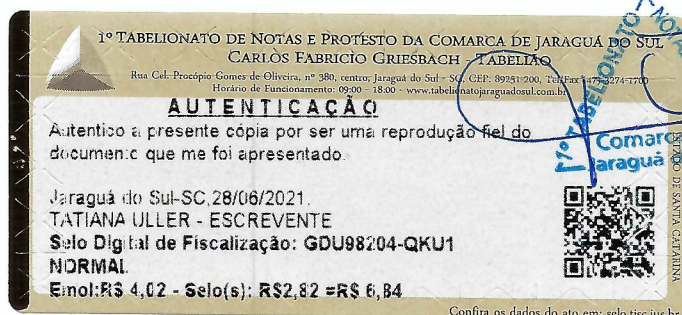 1º TABELIONATO DE NOTAS E PROTESTO DA COMARCA DE JARAGUÁ DO SUL
CARLOS FABRÍCIO GRIESBACH - TABELIÃO
Rua Cel. Procópio Gomes de Oliveira, nº 380, centro, Jaraguá do Sul - SC, CEP: 89251-200, Tel/Fax (47) 3274-1700
Horário de Funcionamento: 09:00 - 18:00 - www.tabelionatojaraguadosul.com.br
AUTENTICAÇÃO
Autentico a presente cópia por ser uma reprodução fiel do
documento que me foi apresentado.
Jaraguá do Sul-SC, 28/06/2021.
TATIANA ULLER - ESCREVENTE
Selo Digital de Fiscalização: GDU98204-QKU1
NORMAL
Emol:R$ 4,02 - Selo(s): R$2,82 =R$ 6,84
Confira os dados do ato em: selo.tjsc.jus.br
ESTADO DE SANTA CATARINA
1º TABELIONATO
Comarca
Jaraguá